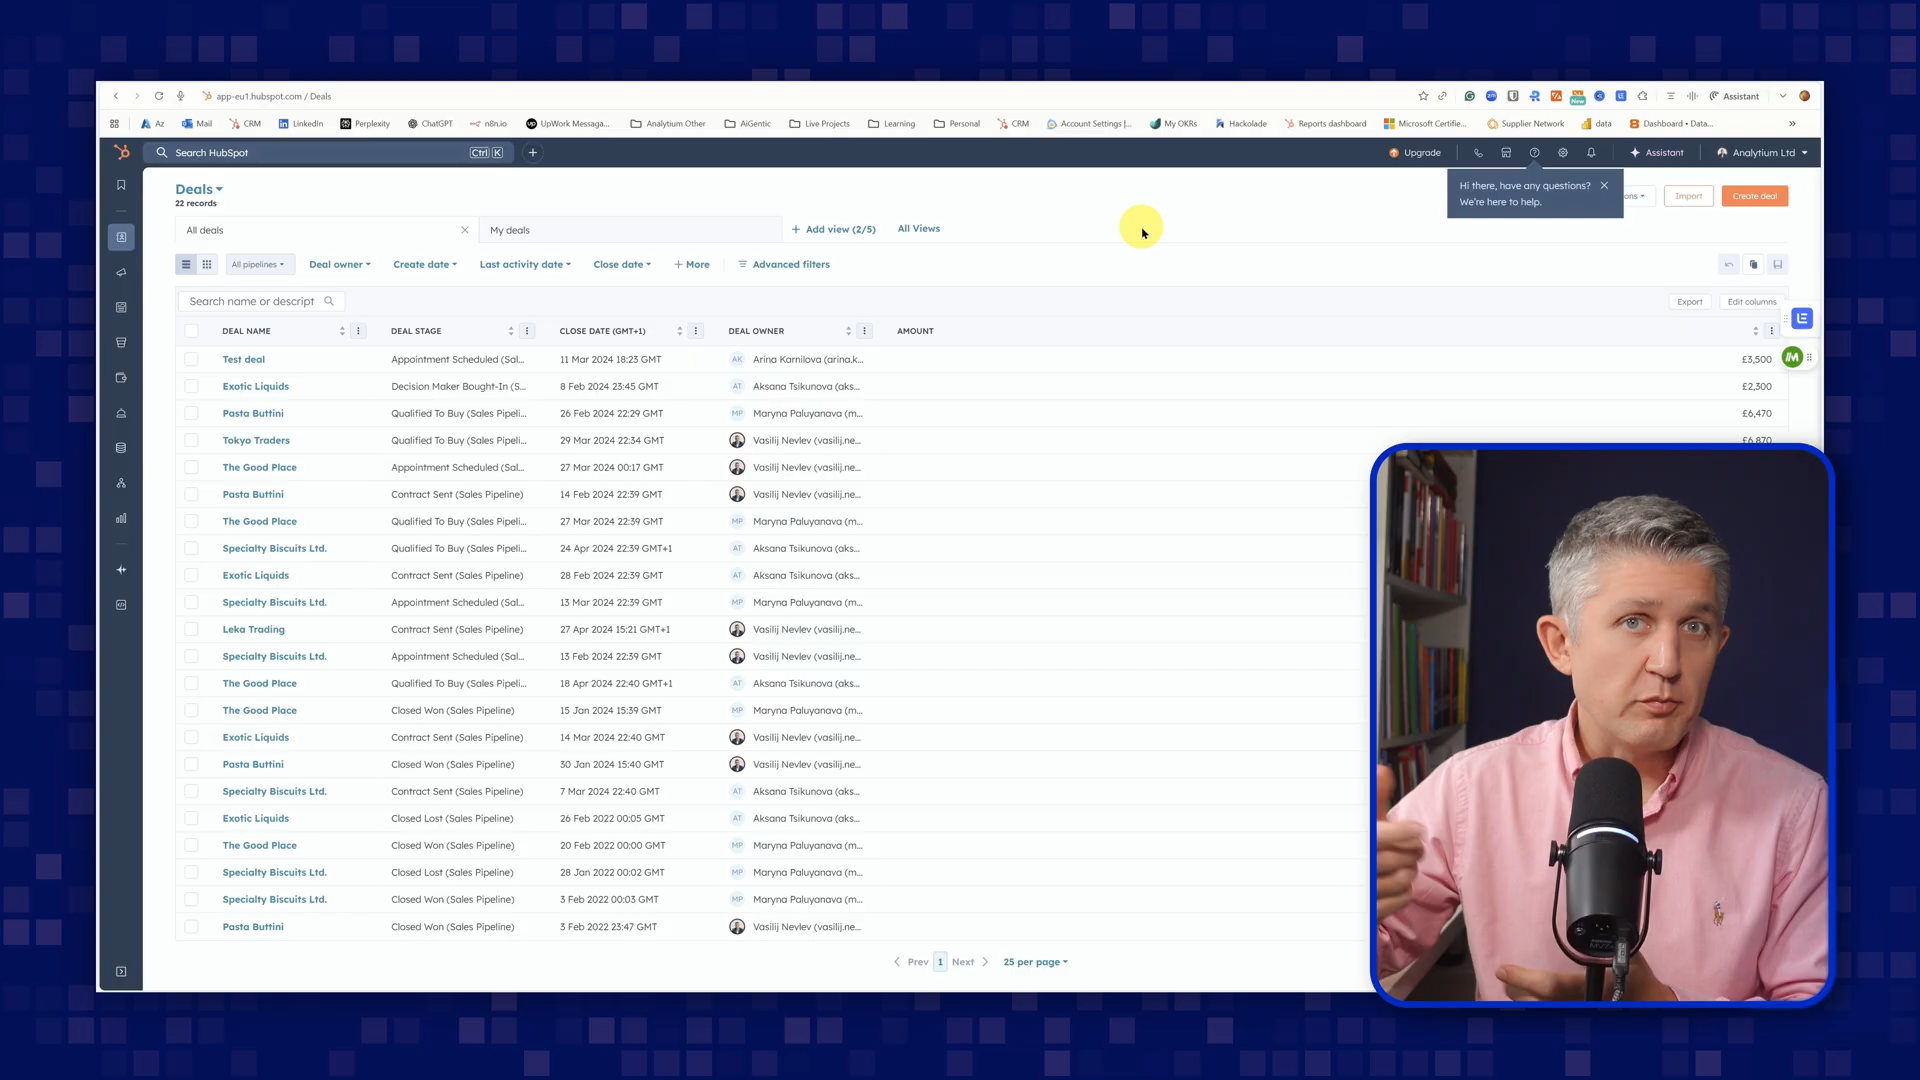 app-eu1.hubspot.com / Deals
Assistant
Az Mail CRM LinkedIn Perplexity ChatGPT n8n.io UpWork Messaga... Analytium Other AiGentic Live Projects Learning Personal CRM Account Settings |... My OKRs Hackolade Reports dashboard Microsoft Certifie... Supplier Network data Dashboard • Data...
Search HubSpot Ctrl K Upgrade Assistant Analytium Ltd
Hi there, have any questions?
We're here to help.
Deals
22 records
ons Import Create deal
All deals My deals + Add view (2/5) All Views
All pipelines Deal owner Create date Last activity date Close date + More Advanced filters
Search name or descript Export Edit columns
DEAL NAME DEAL STAGE CLOSE DATE (GMT+1) DEAL OWNER AMOUNT
Test deal Appointment Scheduled (Sal... 11 Mar 2024 18:23 GMT AK Arina Karnilova (arina.k... £3,500
Exotic Liquids Decision Maker Bought-In (S... 8 Feb 2024 23:45 GMT AT Aksana Tsikunova (aks... £2,300
Pasta Buttini Qualified To Buy (Sales Pipeli... 26 Feb 2024 22:29 GMT MP Maryna Paluyanava (m... £6,470
Tokyo Traders Qualified To Buy (Sales Pipeli... 29 Mar 2024 22:34 GMT Vasilij Nevlev (vasilij.ne... £6,870
The Good Place Appointment Scheduled (Sal... 27 Mar 2024 00:17 GMT Vasilij Nevlev (vasilij.ne...
Pasta Buttini Contract Sent (Sales Pipeline) 14 Feb 2024 22:39 GMT Vasilij Nevlev (vasilij.ne...
The Good Place Qualified To Buy (Sales Pipeli... 27 Mar 2024 22:39 GMT MP Maryna Paluyanava (m...
Specialty Biscuits Ltd. Qualified To Buy (Sales Pipeli... 24 Apr 2024 22:39 GMT+1 AT Aksana Tsikunova (aks...
Exotic Liquids Contract Sent (Sales Pipeline) 28 Feb 2024 22:39 GMT AT Aksana Tsikunova (aks...
Specialty Biscuits Ltd. Appointment Scheduled (Sal... 13 Mar 2024 22:39 GMT MP Maryna Paluyanava (m...
Leka Trading Contract Sent (Sales Pipeline) 27 Apr 2024 15:21 GMT+1 Vasilij Nevlev (vasilij.ne...
Specialty Biscuits Ltd. Appointment Scheduled (Sal... 13 Feb 2024 22:39 GMT Vasilij Nevlev (vasilij.ne...
The Good Place Qualified To Buy (Sales Pipeli... 18 Apr 2024 22:40 GMT+1 AT Aksana Tsikunova (aks...
The Good Place Closed Won (Sales Pipeline) 15 Jan 2024 15:39 GMT MP Maryna Paluyanava (m...
Exotic Liquids Contract Sent (Sales Pipeline) 14 Mar 2024 22:40 GMT Vasilij Nevlev (vasilij.ne...
Pasta Buttini Closed Won (Sales Pipeline) 30 Jan 2024 15:40 GMT Vasilij Nevlev (vasilij.ne...
Specialty Biscuits Ltd. Contract Sent (Sales Pipeline) 7 Mar 2024 22:40 GMT AT Aksana Tsikunova (aks...
Exotic Liquids Closed Lost (Sales Pipeline) 26 Feb 2022 00:05 GMT AT Aksana Tsikunova (aks...
The Good Place Closed Won (Sales Pipeline) 20 Feb 2022 00:00 GMT MP Maryna Paluyanava (m...
Specialty Biscuits Ltd. Closed Lost (Sales Pipeline) 28 Jan 2022 00:02 GMT MP Maryna Paluyanava (m...
Specialty Biscuits Ltd. Closed Won (Sales Pipeline) 3 Feb 2022 00:03 GMT MP Maryna Paluyanava (m...
Pasta Buttini Closed Won (Sales Pipeline) 3 Feb 2022 23:47 GMT Vasilij Nevlev (vasilij.ne...
Prev 1 Next 25 per page